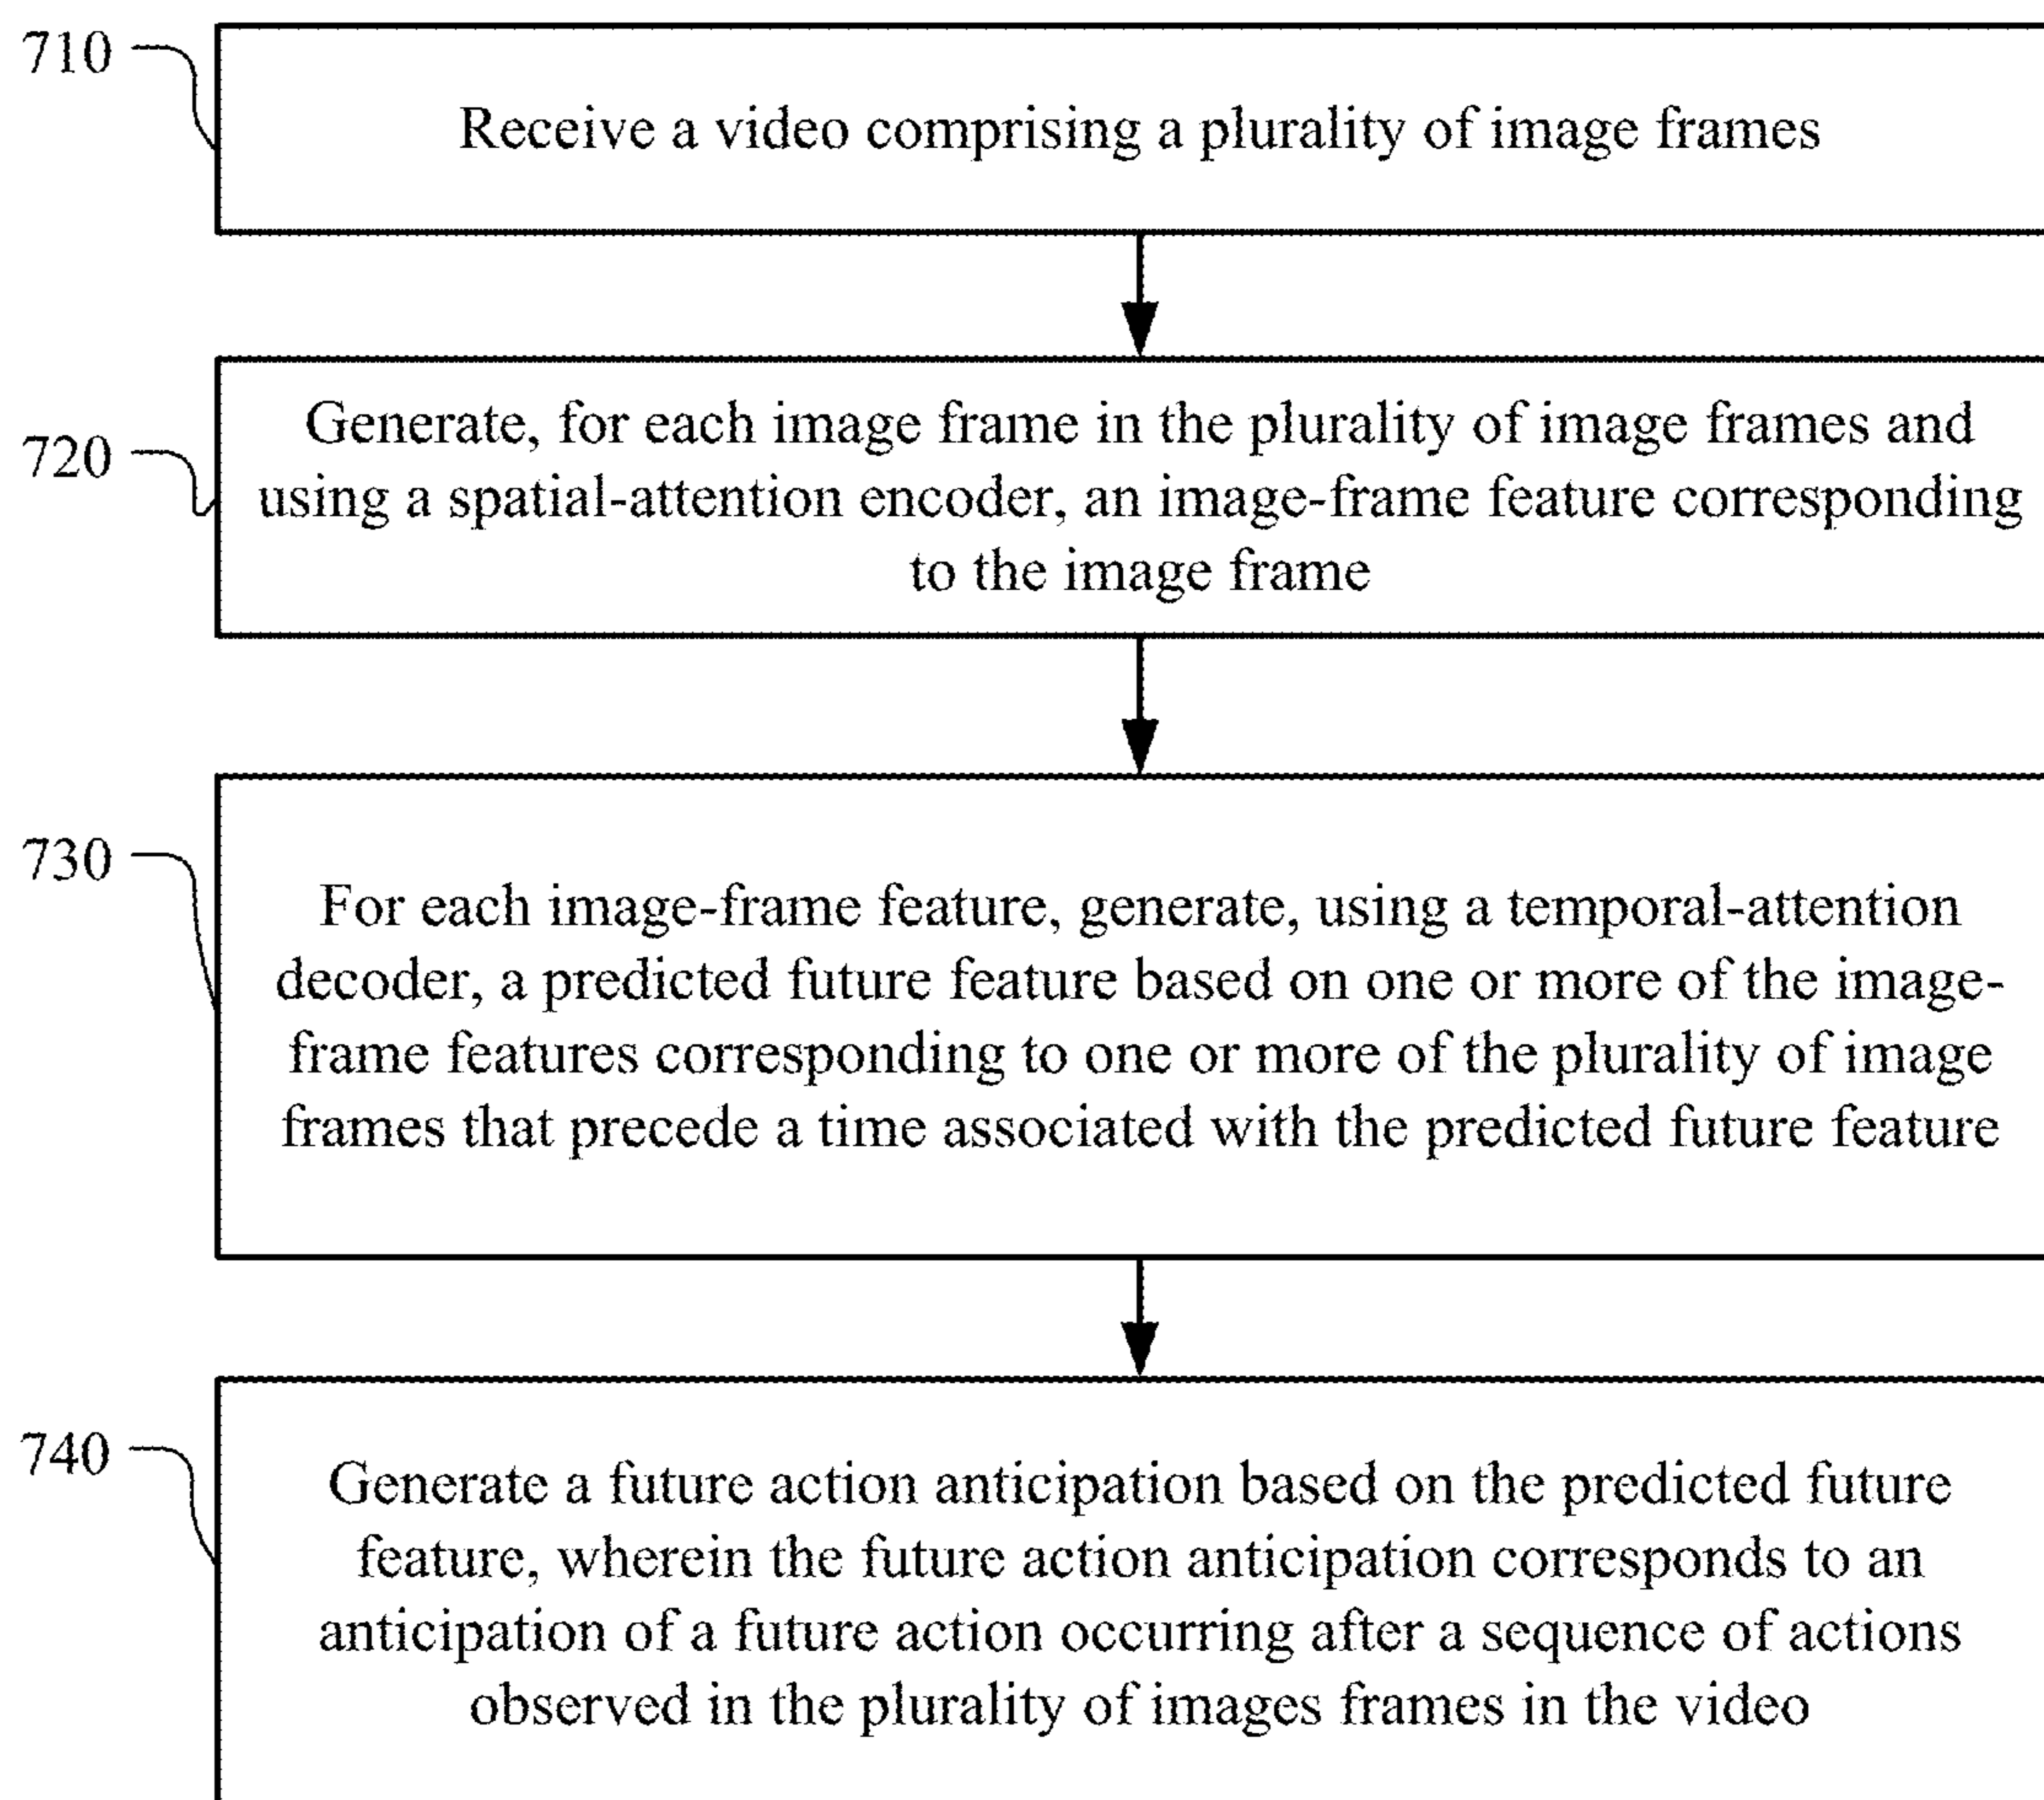 710
Receive a video comprising a plurality of image frames
720
Generate, for each image frame in the plurality of image frames and
using a spatial-attention encoder, an image-frame feature corresponding
to the image frame
730
For each image-frame feature, generate, using a temporal-attention
decoder, a predicted future feature based on one or more of the image-
frame features corresponding to one or more of the plurality of image
frames that precede a time associated with the predicted future feature
740
Generate a future action anticipation based on the predicted future
feature, wherein the future action anticipation corresponds to an
anticipation of a future action occurring after a sequence of actions
observed in the plurality of images frames in the video